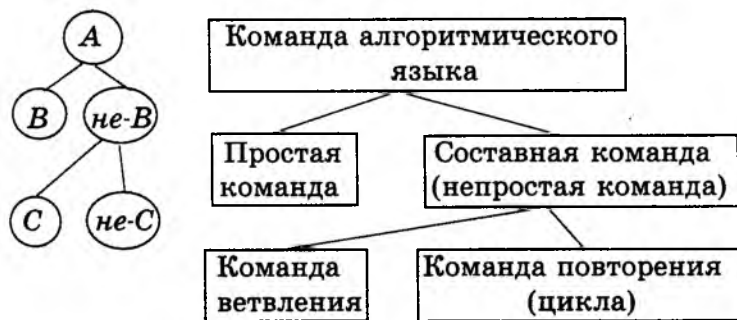 A
B
не-B
C
не-C
Команда алгоритмического
языка
Простая
команда
Составная команда
(непростая команда)
Команда
ветвления
Команда повторения
(цикла)